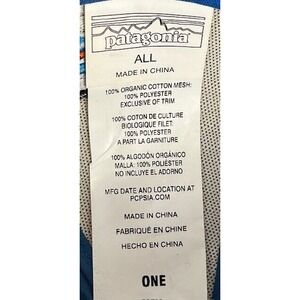 patagonia
ALL
MADE IN CHINA
100% ORGANIC COTTON MESH:
100% POLYESTER
EXCLUSIVE OF TRIM
100% COTON DE CULTURE
BIOLOGIQUE FILET:
100% POLYESTER
A PART LA GARNITURE
100% ALGODÓN ORGÁNICO
MALLA: 100% POLIÉSTER
NO INCLUYE EL ADORNO
MFG DATE AND LOCATION AT
PCPSIA.COM
MADE IN CHINA
FABRIQUÉ EN CHINE
HECHO EN CHINA
ONE